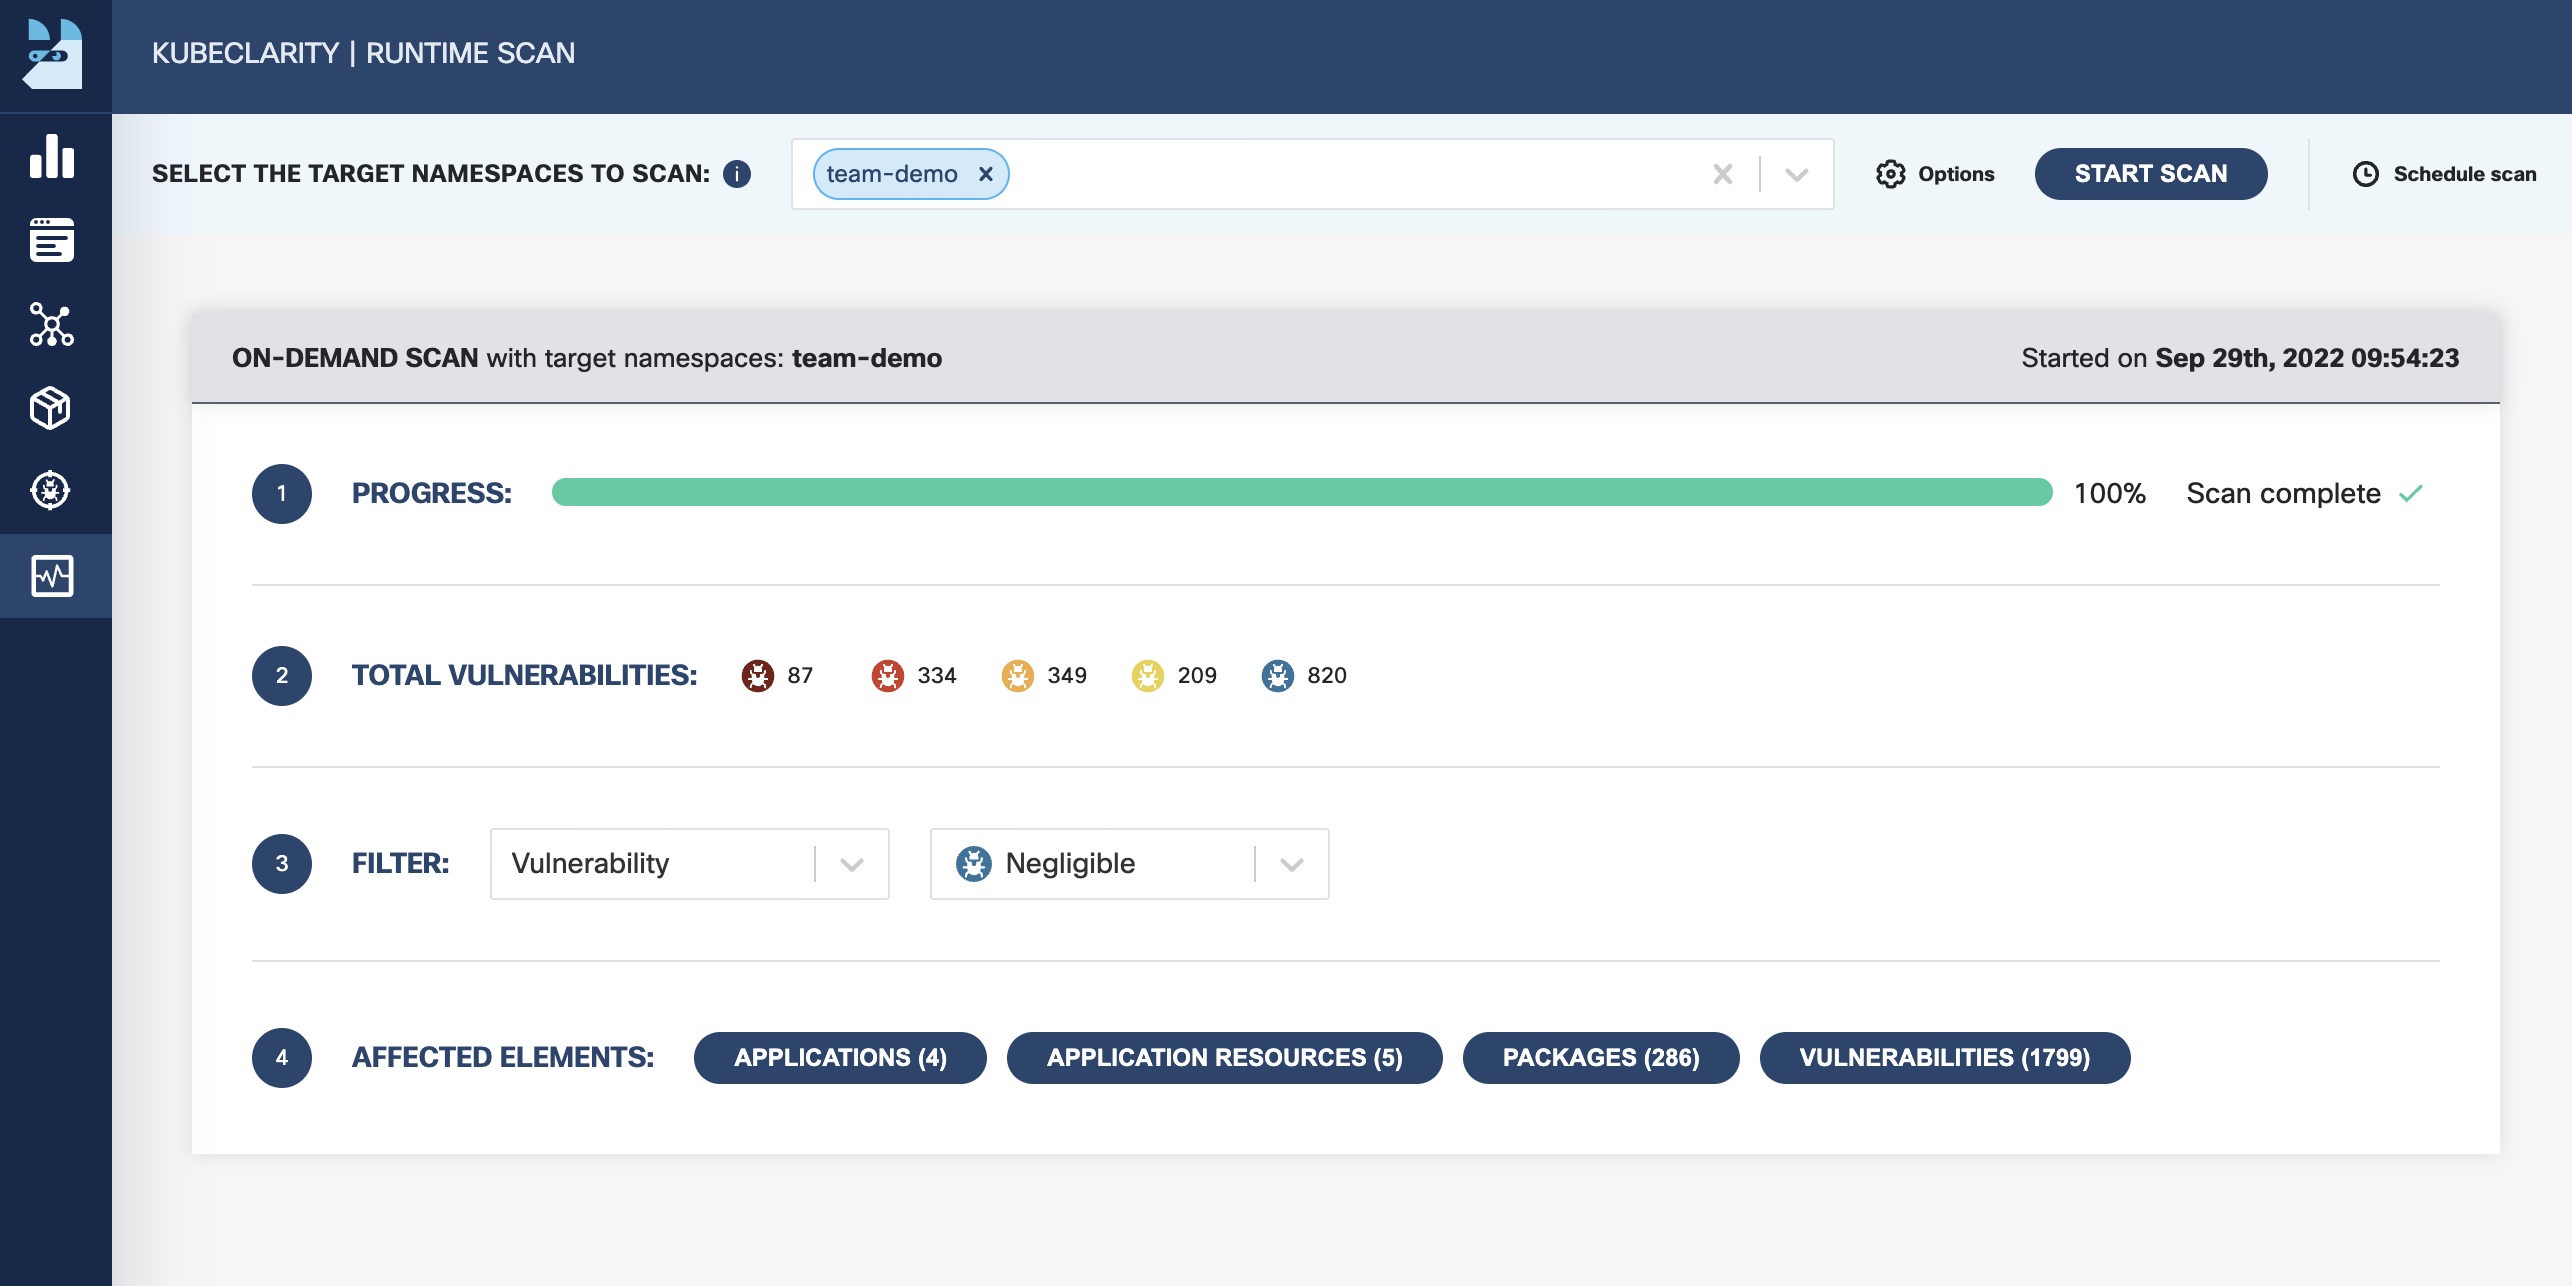 KUBECLARITY | RUNTIME SCAN
SELECT THE TARGET NAMESPACES TO SCAN: i team-demo Options START SCAN Schedule scan
ON-DEMAND SCAN with target namespaces: team-demo Started on Sep 29th, 2022 09:54:23
1 PROGRESS: 100% Scan complete
2 TOTAL VULNERABILITIES: 87 334 349 209 820
3 FILTER: Vulnerability Negligible
4 AFFECTED ELEMENTS: APPLICATIONS (4) APPLICATION RESOURCES (5) PACKAGES (286) VULNERABILITIES (1799)